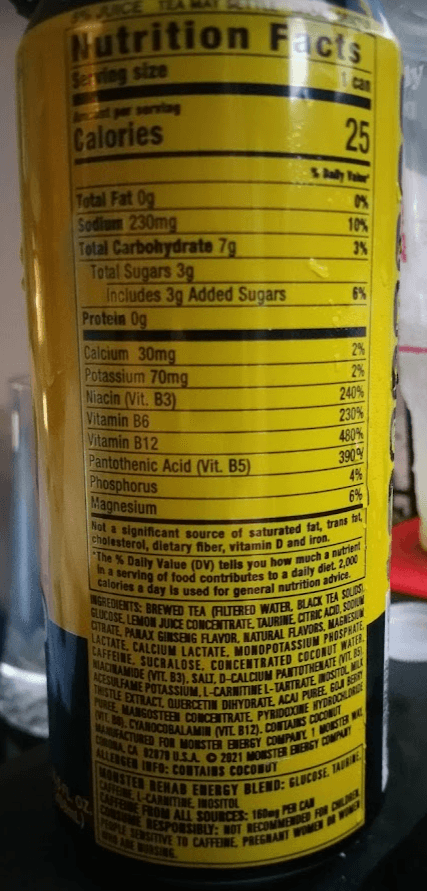 JUICE TEA MAY SETTLE
Nutrition Facts
Serving size 1 can
Amount per serving
Calories 25
% Daily Value*
Total Fat 0g 0%
Sodium 230mg 10%
Total Carbohydrate 7g 3%
Total Sugars 3g
Includes 3g Added Sugars 6%
Protein 0g
Calcium 30mg 2%
Potassium 70mg 2%
Niacin (Vit. B3) 240%
Vitamin B6 230%
Vitamin B12 480%
Pantothenic Acid (Vit. B5) 390%
Phosphorus 4%
Magnesium 6%
Not a significant source of saturated fat, trans fat,
cholesterol, dietary fiber, vitamin D and iron.
*The % Daily Value (DV) tells you how much a nutrient
in a serving of food contributes to a daily diet. 2,000
calories a day is used for general nutrition advice.
INGREDIENTS: BREWED TEA (FILTERED WATER, BLACK TEA SOLIDS),
GLUCOSE, LEMON JUICE CONCENTRATE, TAURINE, CITRIC ACID, SODIUM
CITRATE, PANAX GINSENG FLAVOR, NATURAL FLAVORS, MAGNESIUM
LACTATE, CALCIUM LACTATE, MONOPOTASSIUM PHOSPHATE,
CAFFEINE, SUCRALOSE, CONCENTRATED COCONUT WATER,
NIACINAMIDE (VIT. B3), SALT, D-CALCIUM PANTOTHENATE (VIT. B5),
ACESULFAME POTASSIUM, L-CARNITINE L-TARTRATE, INOSITOL, MILK
THISTLE EXTRACT, QUERCETIN DIHYDRATE, ACAI PUREE, GOJI BERRY
PUREE, MANGOSTEEN CONCENTRATE, PYRIDOXINE HYDROCHLORIDE
(VIT. B6), CYANOCOBALAMIN (VIT. B12). CONTAINS COCONUT
MANUFACTURED FOR MONSTER ENERGY COMPANY, 1 MONSTER WAY,
CORONA, CA 92879 U.S.A. © 2021 MONSTER ENERGY COMPANY
ALLERGEN INFO: CONTAINS COCONUT
MONSTER REHAB ENERGY BLEND: GLUCOSE, TAURINE,
CAFFEINE, L-CARNITINE, INOSITOL
CAFFEINE FROM ALL SOURCES: 160mg PER CAN
CONSUME RESPONSIBLY: NOT RECOMMENDED FOR CHILDREN,
PEOPLE SENSITIVE TO CAFFEINE, PREGNANT WOMEN OR WOMEN
WHO ARE NURSING.